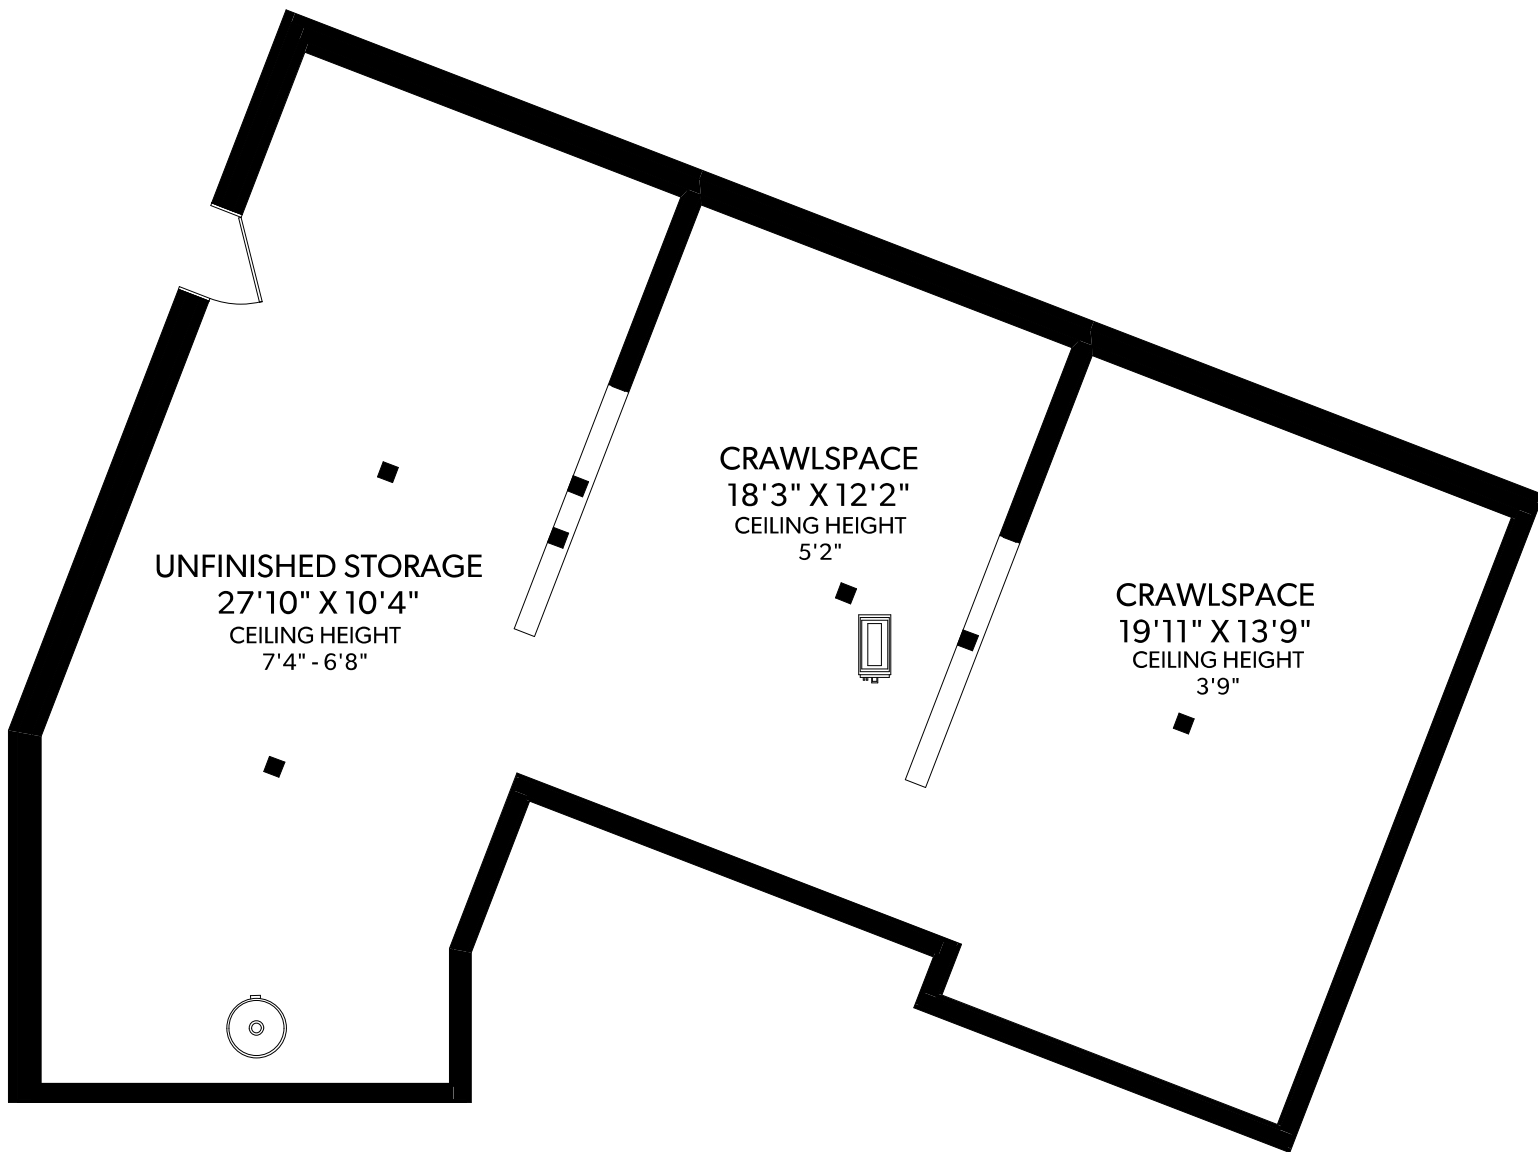 UNFINISHED STORAGE
27'10" X 10'4"
CEILING HEIGHT
7'4" - 6'8"
CRAWLSPACE
18'3" X 12'2"
CEILING HEIGHT
5'2"
CRAWLSPACE
19'11" X 13'9"
CEILING HEIGHT
3'9"